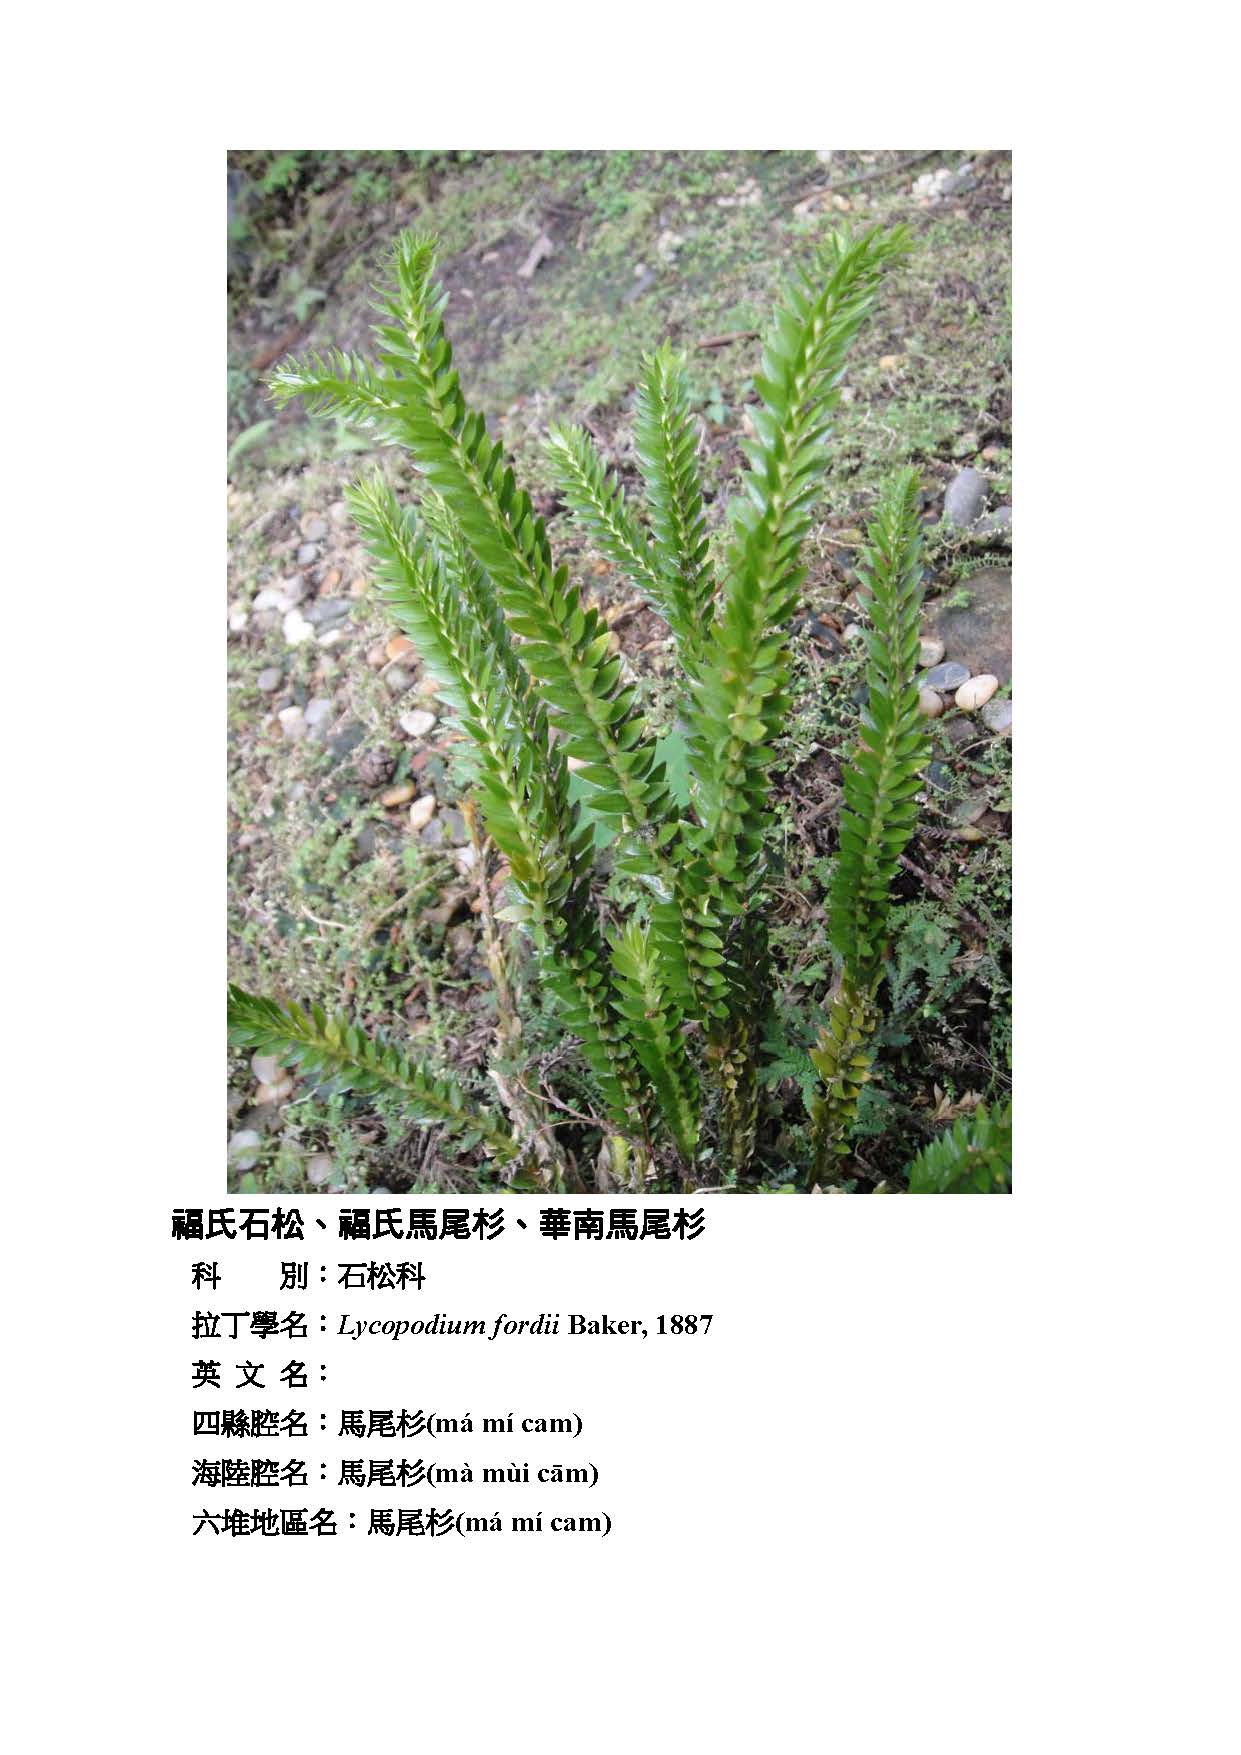 福氏石松、福氏馬尾杉、華南馬尾杉
科　　別：石松科
拉丁學名：Lycopodium fordii Baker, 1887
英 文 名：
四縣腔名：馬尾杉(má mí cam)
海陸腔名：馬尾杉(mà mùi cām)
六堆地區名：馬尾杉(má mí cam)